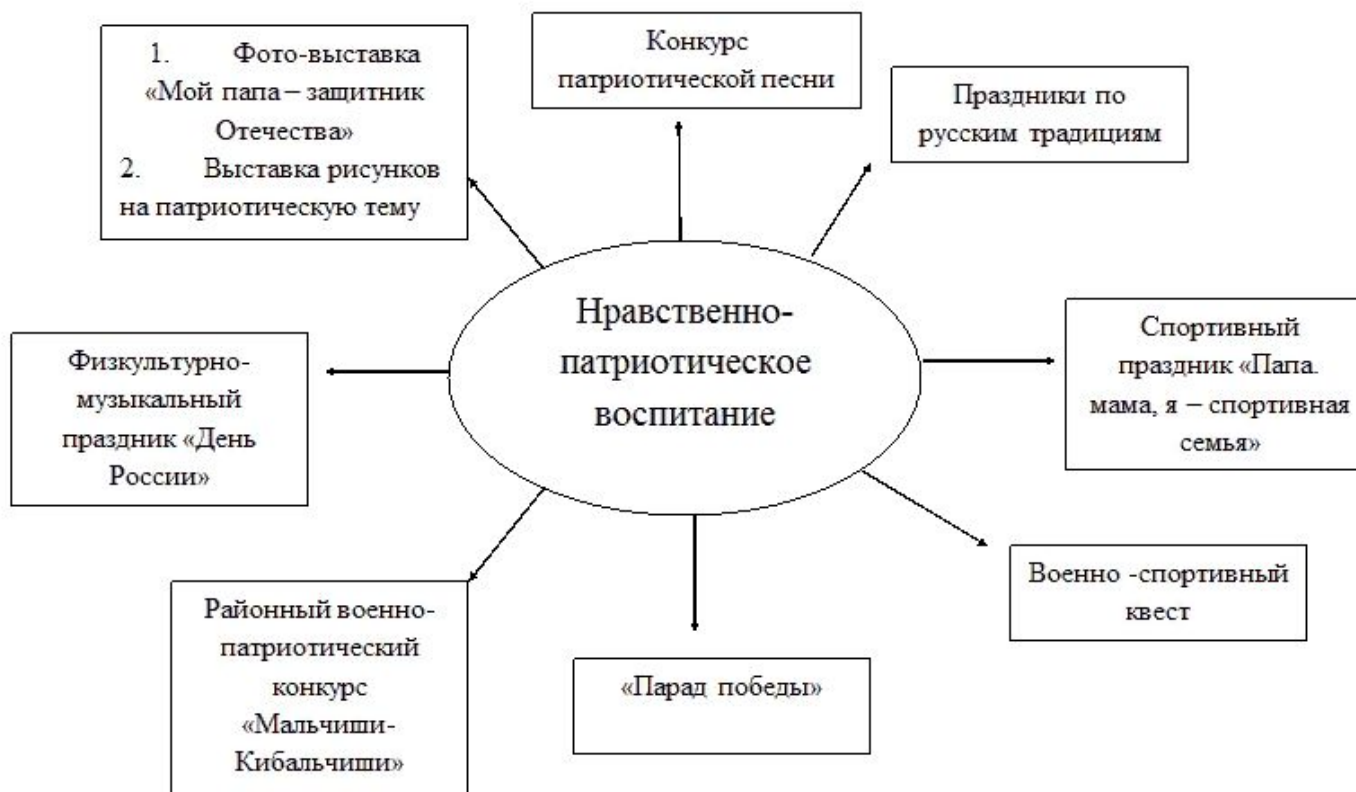 1. Фото-выставка
«Мой папа – защитник
Отечества»
2. Выставка рисунков
на патриотическую тему
Конкурс
патриотической песни
Праздники по
русским традициям
Нравственно-
патриотическое
воспитание
Физкультурно-
музыкальный
праздник «День
России»
Спортивный
праздник «Папа.
мама, я – спортивная
семья»
Районный военно-
патриотический
конкурс
«Мальчиши-
Кибальчиши»
«Парад победы»
Военно -спортивный
квест